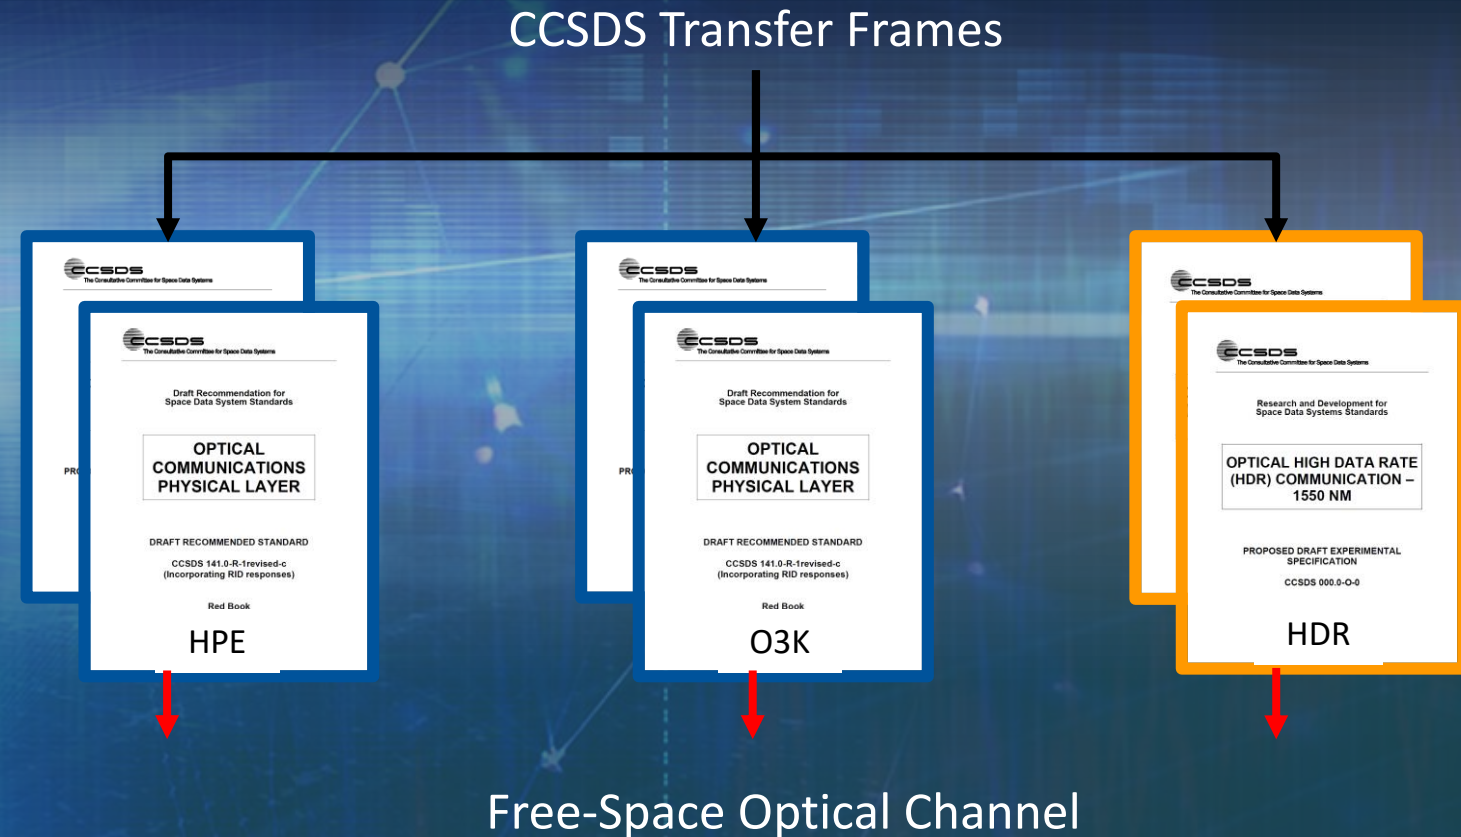 CCSDS Transfer Frames
CCSDS
The Consultative Committee for Space Data Systems
CCSDS
The Consultative Committee for Space Data Systems
Draft Recommendation for
Space Data System Standards
OPTICAL
COMMUNICATIONS
PHYSICAL LAYER
DRAFT RECOMMENDED STANDARD
CCSDS 141.0-R-1revised-c
(Incorporating RID responses)
Red Book
HPE
CCSDS
The Consultative Committee for Space Data Systems
CCSDS
The Consultative Committee for Space Data Systems
Draft Recommendation for
Space Data System Standards
OPTICAL
COMMUNICATIONS
PHYSICAL LAYER
DRAFT RECOMMENDED STANDARD
CCSDS 141.0-R-1revised-c
(Incorporating RID responses)
Red Book
O3K
CCSDS
The Consultative Committee for Space Data Systems
CCSDS
The Consultative Committee for Space Data Systems
Research and Development for
Space Data Systems Standards
OPTICAL HIGH DATA RATE
(HDR) COMMUNICATION –
1550 NM
PROPOSED DRAFT EXPERIMENTAL
SPECIFICATION
CCSDS 000.0-O-0
HDR
Free-Space Optical Channel